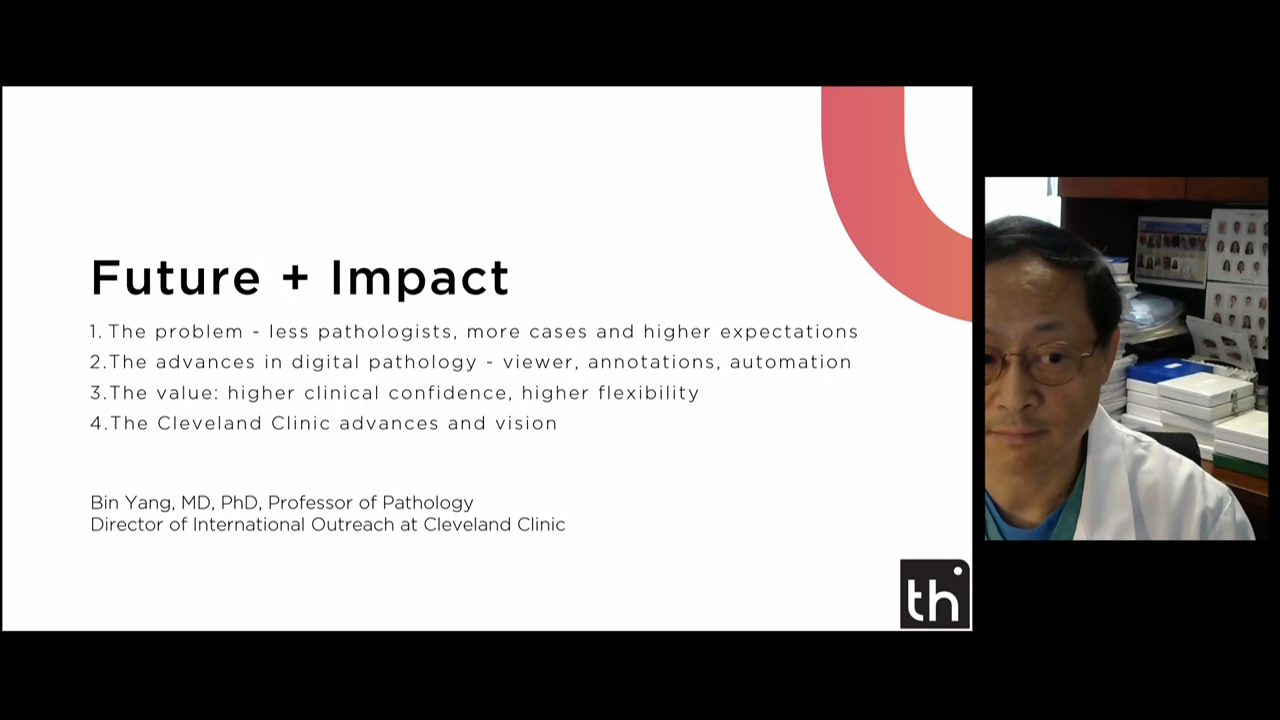 Future + Impact
1. The problem - less pathologists, more cases and higher expectations
2.The advances in digital pathology - viewer, annotations, automation
3.The value: higher clinical confidence, higher flexibility
4.The Cleveland Clinic advances and vision
Bin Yang, MD, PhD, Professor of Pathology
Director of International Outreach at Cleveland Clinic
th